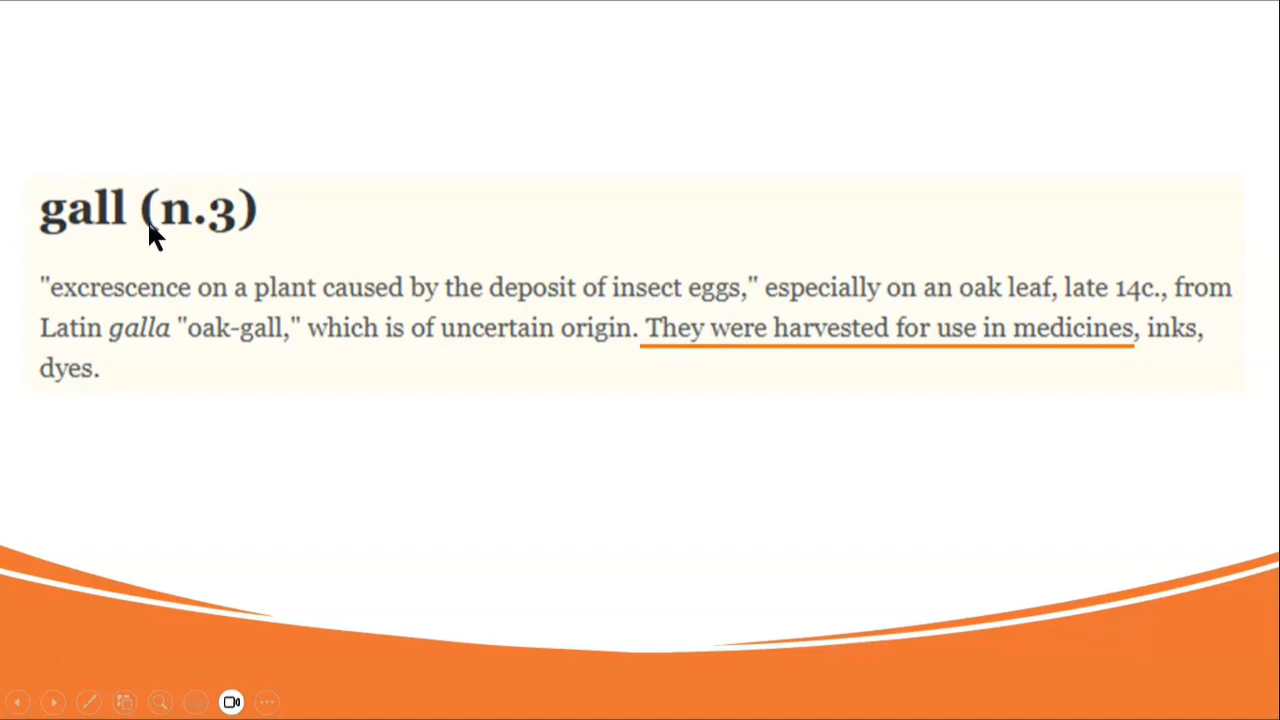 gall (n.3)
"excrescence on a plant caused by the deposit of insect eggs," especially on an oak leaf, late 14c., from
Latin galla "oak-gall," which is of uncertain origin. They were harvested for use in medicines, inks,
dyes.